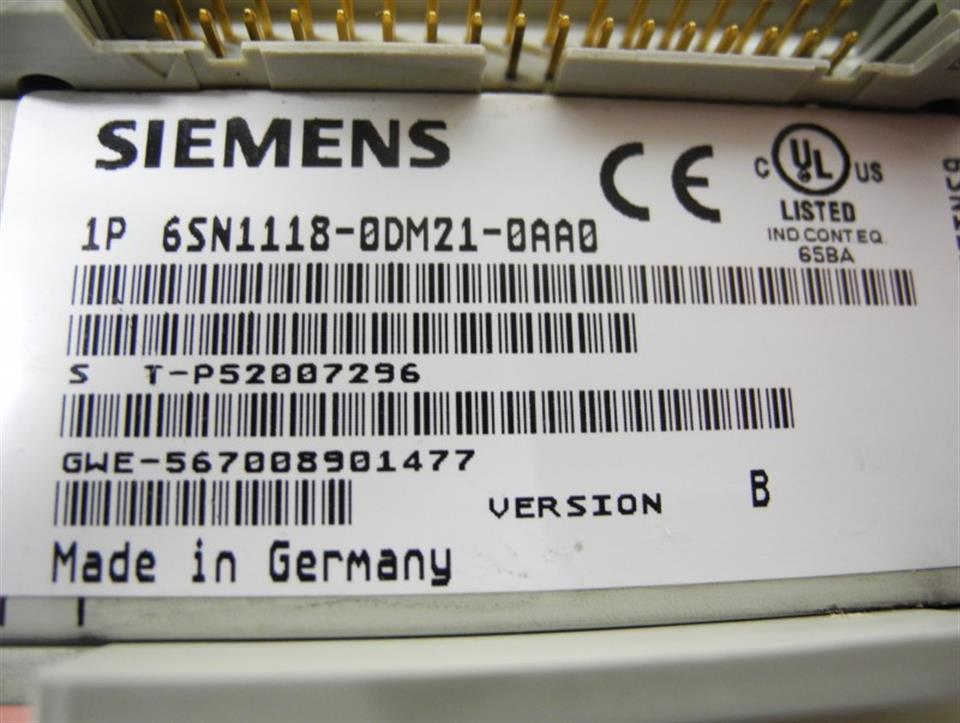 SIEMENS
CE
C UL US
LISTED
IND.CONT.EQ.
65BA
1P 6SN1118-0DM21-0AA0
S T-P52007296
GWE-567008901477
VERSION B
Made in Germany